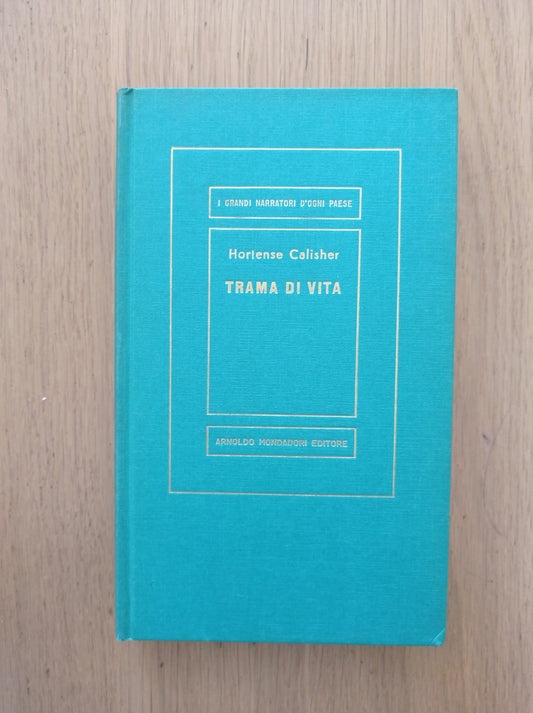 I GRANDI NARRATORI D'OGNI PAESE
Hortense Calisher
TRAMA DI VITA
ARNOLDO MONDADORI EDITORE